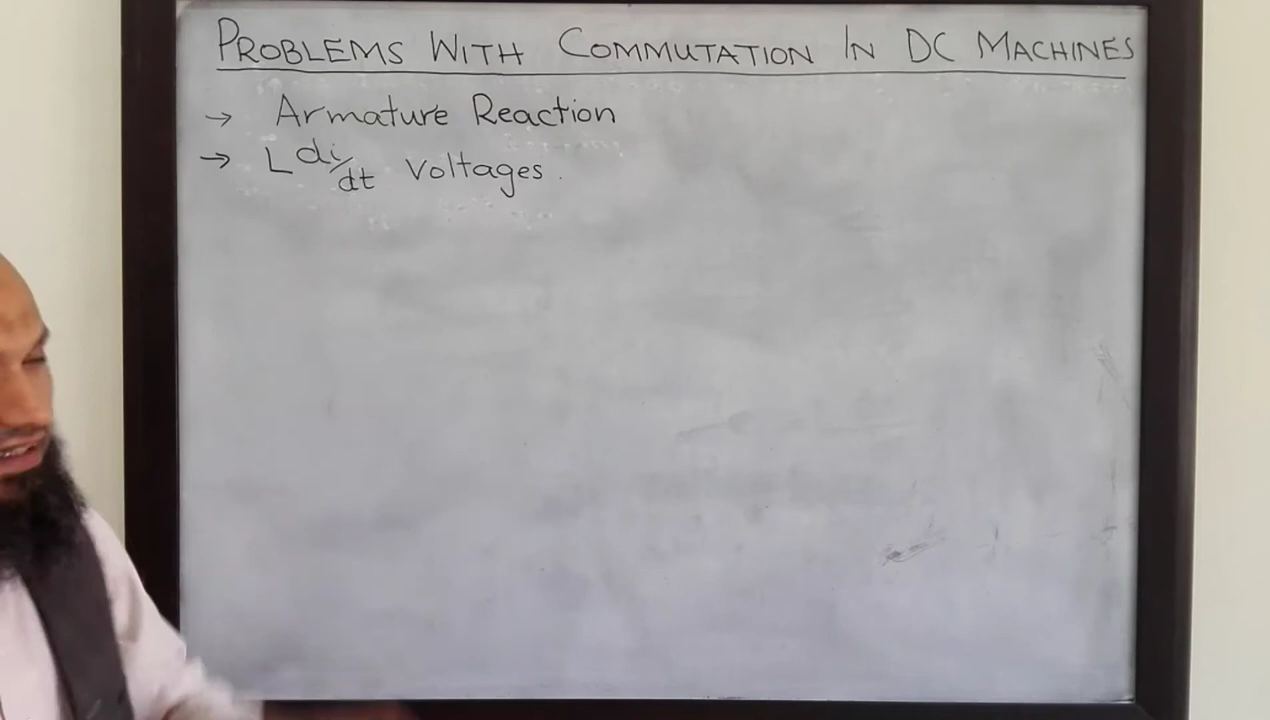 PROBLEMS WITH COMMUTATION IN DC MACHINES
→ Armature Reaction
→ L di/dt Voltages.